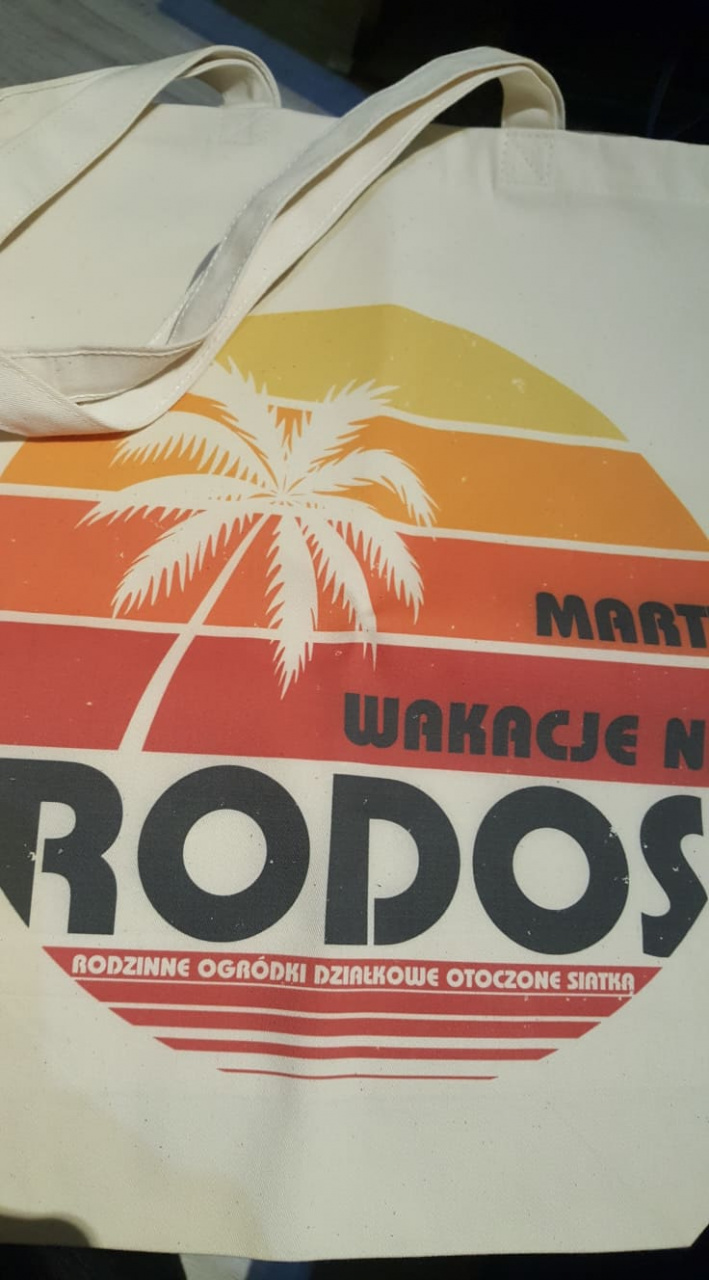 MART
WAKACJE N
RODOS
RODZINNE OGRÓDKI DZIAŁKOWE OTOCZONE SIATKĄ